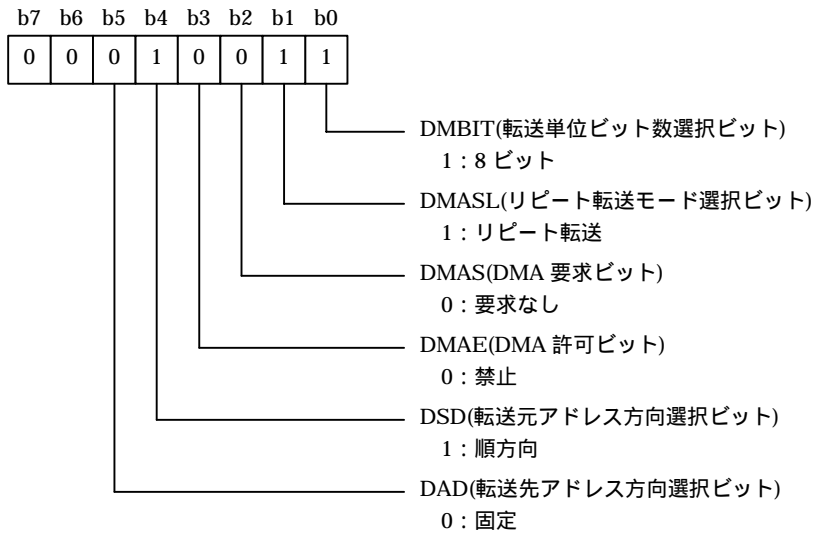 b7 b6 b5 b4 b3 b2 b1 b0
0 0 0 1 0 0 1 1
DMBIT(転送単位ビット数選択ビット)
1：8 ビット
DMASL(リピート転送モード選択ビット)
1：リピート転送
DMAS(DMA 要求ビット)
0：要求なし
DMAE(DMA 許可ビット)
0：禁止
DSD(転送元アドレス方向選択ビット)
1：順方向
DAD(転送先アドレス方向選択ビット)
0：固定